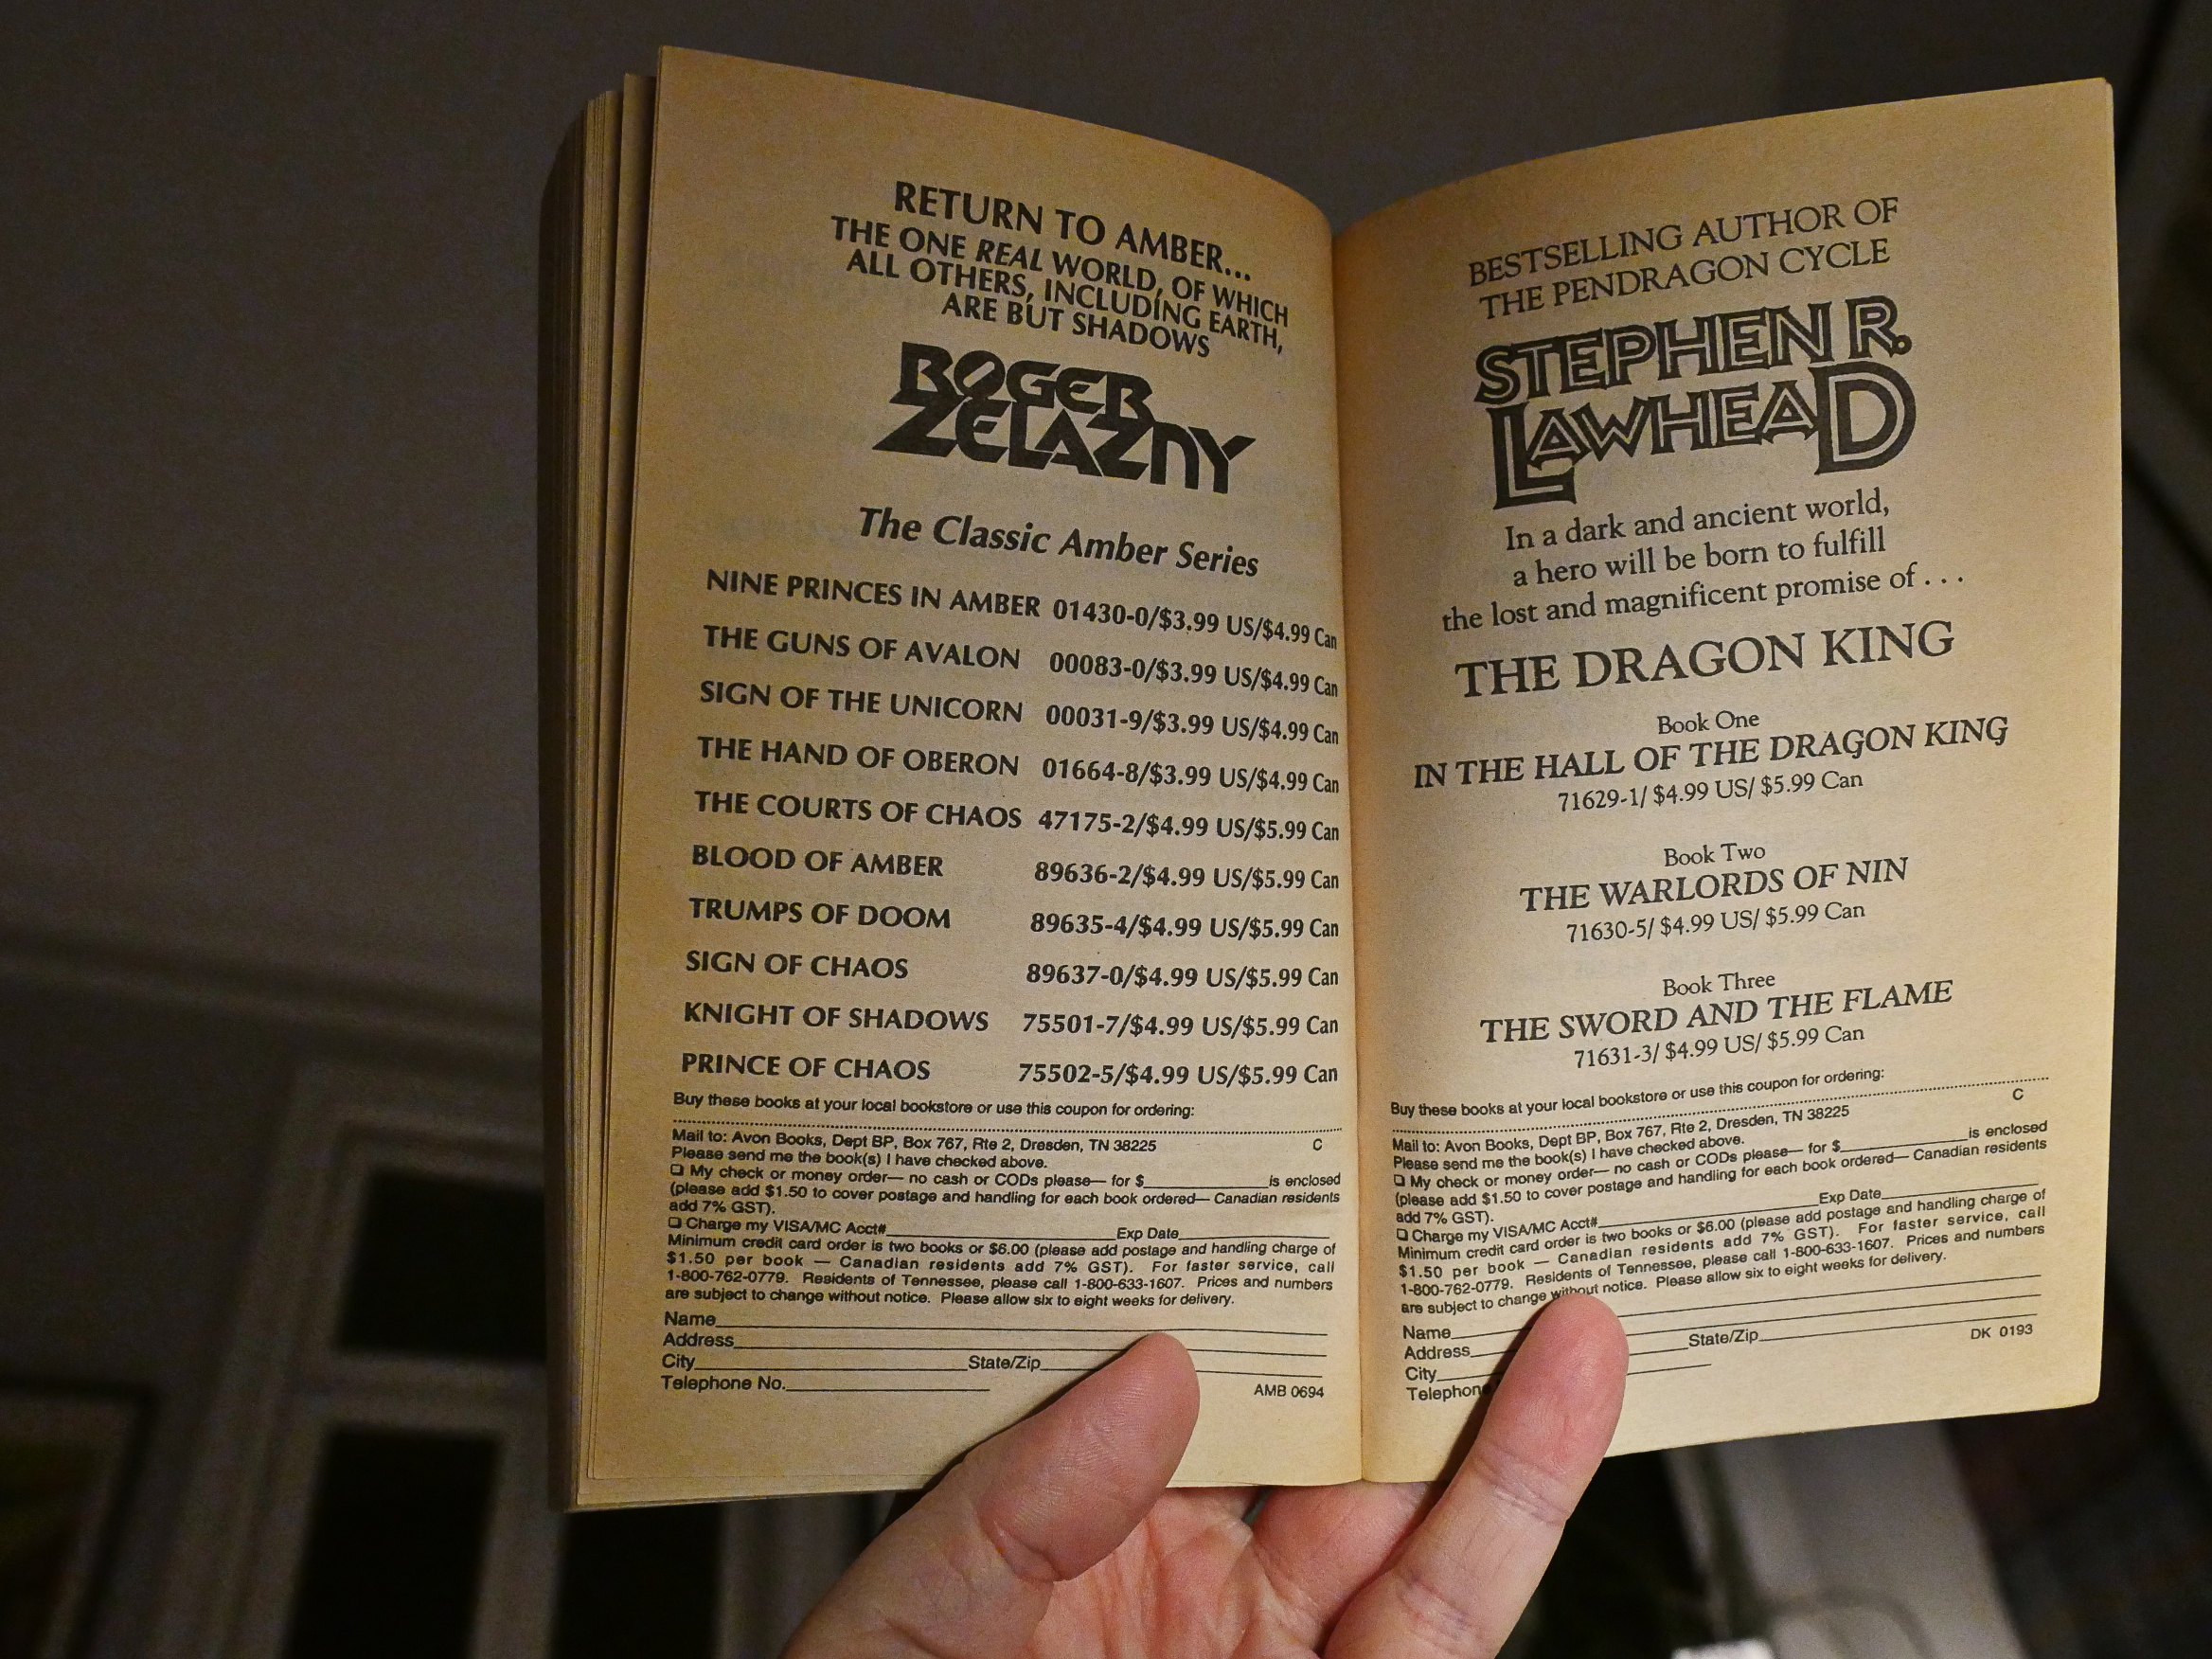 RETURN TO AMBER...
THE ONE REAL WORLD, OF WHICH
ALL OTHERS, INCLUDING EARTH,
ARE BUT SHADOWS
ROGER
ZELAZNY
The Classic Amber Series
NINE PRINCES IN AMBER 01430-0/$3.99 US/$4.99 Can
THE GUNS OF AVALON 00083-0/$3.99 US/$4.99 Can
SIGN OF THE UNICORN 00031-9/$3.99 US/$4.99 Can
THE HAND OF OBERON 01664-8/$3.99 US/$4.99 Can
THE COURTS OF CHAOS 47175-2/$4.99 US/$5.99 Can
BLOOD OF AMBER 89636-2/$4.99 US/$5.99 Can
TRUMPS OF DOOM 89635-4/$4.99 US/$5.99 Can
SIGN OF CHAOS 89637-0/$4.99 US/$5.99 Can
KNIGHT OF SHADOWS 75501-7/$4.99 US/$5.99 Can
PRINCE OF CHAOS 75502-5/$4.99 US/$5.99 Can
Buy these books at your local bookstore or use this coupon for ordering:
Mail to: Avon Books, Dept BP, Box 767, Rte 2, Dresden, TN 38225 C
Please send me the book(s) I have checked above.
❏ My check or money order— no cash or CODs please— for $____________is enclosed
(please add $1.50 to cover postage and handling for each book ordered— Canadian residents
add 7% GST).
❏ Charge my VISA/MC Acct#____________Exp Date____________
Minimum credit card order is two books or $6.00 (please add postage and handling charge of
$1.50 per book — Canadian residents add 7% GST). For faster service, call
1-800-762-0779. Residents of Tennessee, please call 1-800-633-1607. Prices and numbers
are subject to change without notice. Please allow six to eight weeks for delivery.
Name____________
Address____________
City____________State/Zip____________
Telephone No.____________ AMB 0694
BESTSELLING AUTHOR OF
THE PENDRAGON CYCLE
STEPHEN R.
LAWHEAD
In a dark and ancient world,
a hero will be born to fulfill
the lost and magnificent promise of . . .
THE DRAGON KING
Book One
IN THE HALL OF THE DRAGON KING
71629-1/ $4.99 US/ $5.99 Can
Book Two
THE WARLORDS OF NIN
71630-5/ $4.99 US/ $5.99 Can
Book Three
THE SWORD AND THE FLAME
71631-3/ $4.99 US/ $5.99 Can
Buy these books at your local bookstore or use this coupon for ordering:
Mail to: Avon Books, Dept BP, Box 767, Rte 2, Dresden, TN 38225 C
Please send me the book(s) I have checked above.
❏ My check or money order— no cash or CODs please— for $____________is enclosed
(please add $1.50 to cover postage and handling for each book ordered— Canadian residents
add 7% GST).
❏ Charge my VISA/MC Acct#____________Exp Date____________
Minimum credit card order is two books or $6.00 (please add postage and handling charge of
$1.50 per book — Canadian residents add 7% GST). For faster service, call
1-800-762-0779. Residents of Tennessee, please call 1-800-633-1607. Prices and numbers
are subject to change without notice. Please allow six to eight weeks for delivery.
Name____________
Address____________
City____________State/Zip____________
Telephon DK 0193